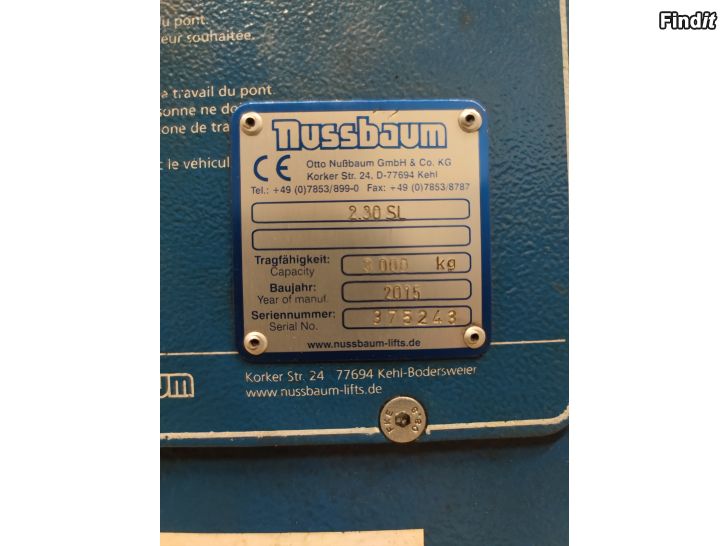 Findit
u pont.
eur souhaitée.
e travail du pont.
sonne ne doi
one de tra
t le véhicul
nussbaum
CE
Otto Nußbaum GmbH & Co. KG
Korker Str. 24, D-77694 Kehl
Tel.: +49 (0)7853/899-0 Fax: +49 (0)7853/8787
2.30 SL
Tragfähigkeit: 3 000 kg
Capacity
Baujahr: 2015
Year of manuf.
Seriennummer: 375243
Serial No.
www.nussbaum-lifts.de
um
Korker Str. 24 77694 Kehl-Bodersweier
www.nussbaum-lifts.de